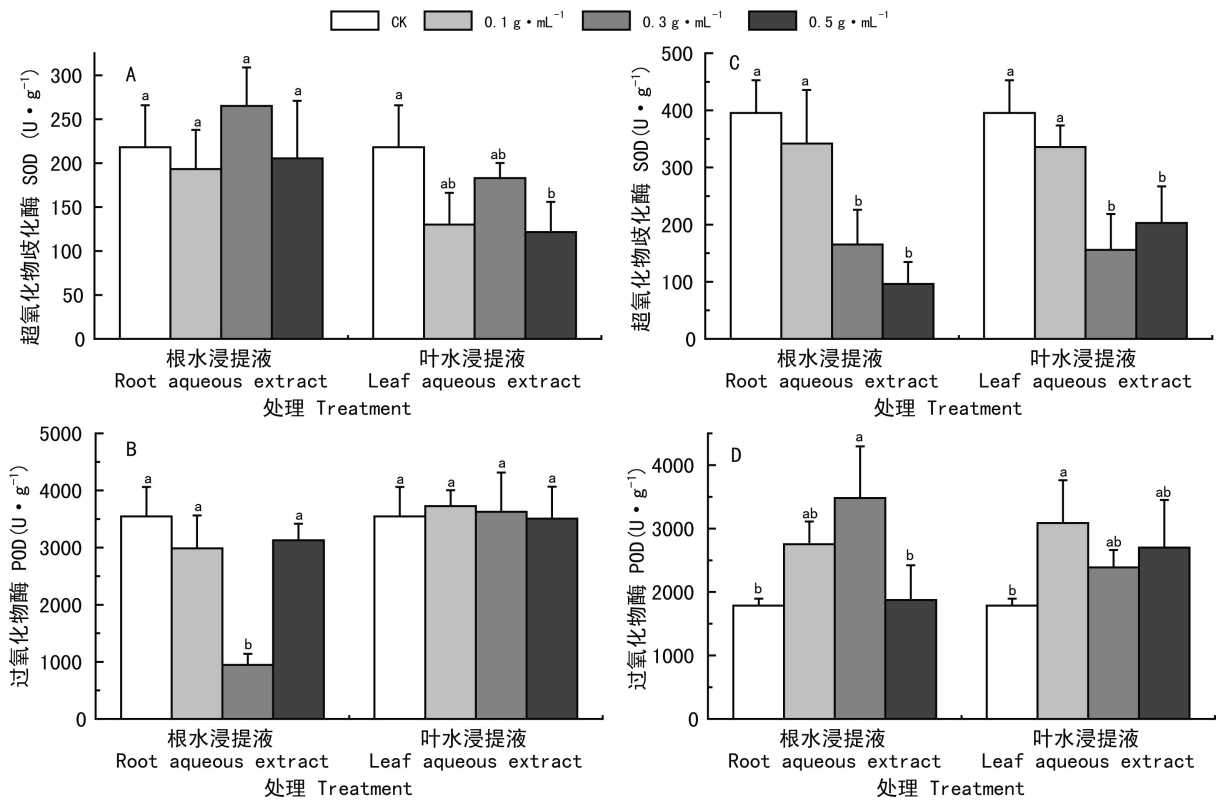 CK 0.1 g·mL⁻¹ 0.3 g·mL⁻¹ 0.5 g·mL⁻¹
A
超氧化物歧化酶 SOD (U·g⁻¹)
300
250
200
150
100
50
0
a a a a a ab ab b
根水浸提液 叶水浸提液
Root aqueous extract Leaf aqueous extract
处理 Treatment
C
超氧化物歧化酶 SOD(U·g⁻¹)
500
400
300
200
100
0
a a b b a a b b
根水浸提液 叶水浸提液
Root aqueous extract Leaf aqueous extract
处理 Treatment
B
过氧化物酶 POD(U·g⁻¹)
5000
4000
3000
2000
1000
0
a a b a a a a a
根水浸提液 叶水浸提液
Root aqueous extract Leaf aqueous extract
处理 Treatment
D
过氧化物酶 POD(U·g⁻¹)
4000
3000
2000
1000
0
b ab a b b a ab ab
根水浸提液 叶水浸提液
Root aqueous extract Leaf aqueous extract
处理 Treatment